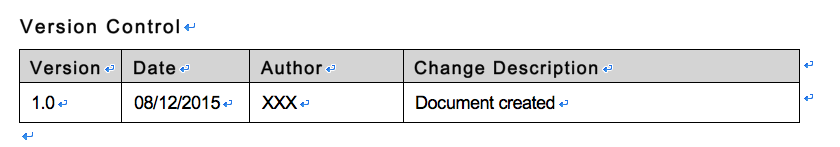 Version Control
Version Date Author Change Description
1.0 08/12/2015 XXX Document created